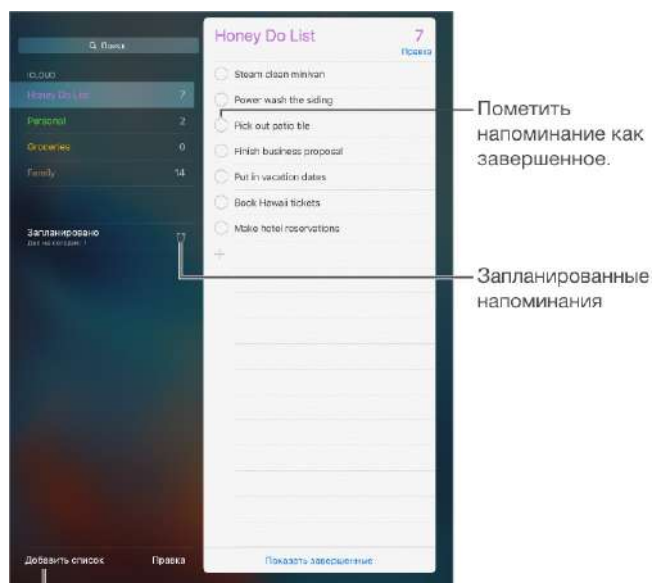 Поиск
ICLOUD
Honey Do List 7
Personal 2
Groceries 0
Family 14
Запланировано
Добавить список Правка
Honey Do List 7
Правка
Steam clean minivan
Power wash the siding
Pick out patio tile
Finish business proposal
Put in vacation dates
Book Hawaii tickets
Make hotel reservations
Показать завершенные
Пометить
напоминание как
завершенное.
Запланированные
напоминания